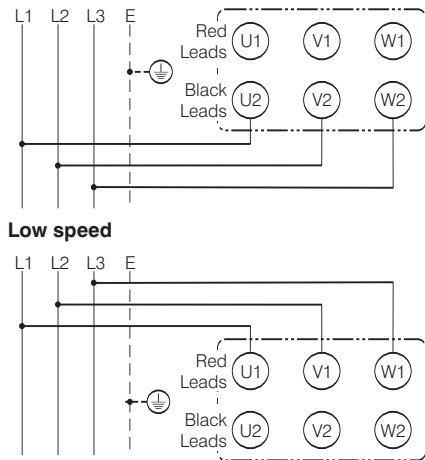 L1 L2 L3 E
Red Leads U1 V1 W1
Black Leads U2 V2 W2
Low speed
L1 L2 L3 E
Red Leads U1 V1 W1
Black Leads U2 V2 W2